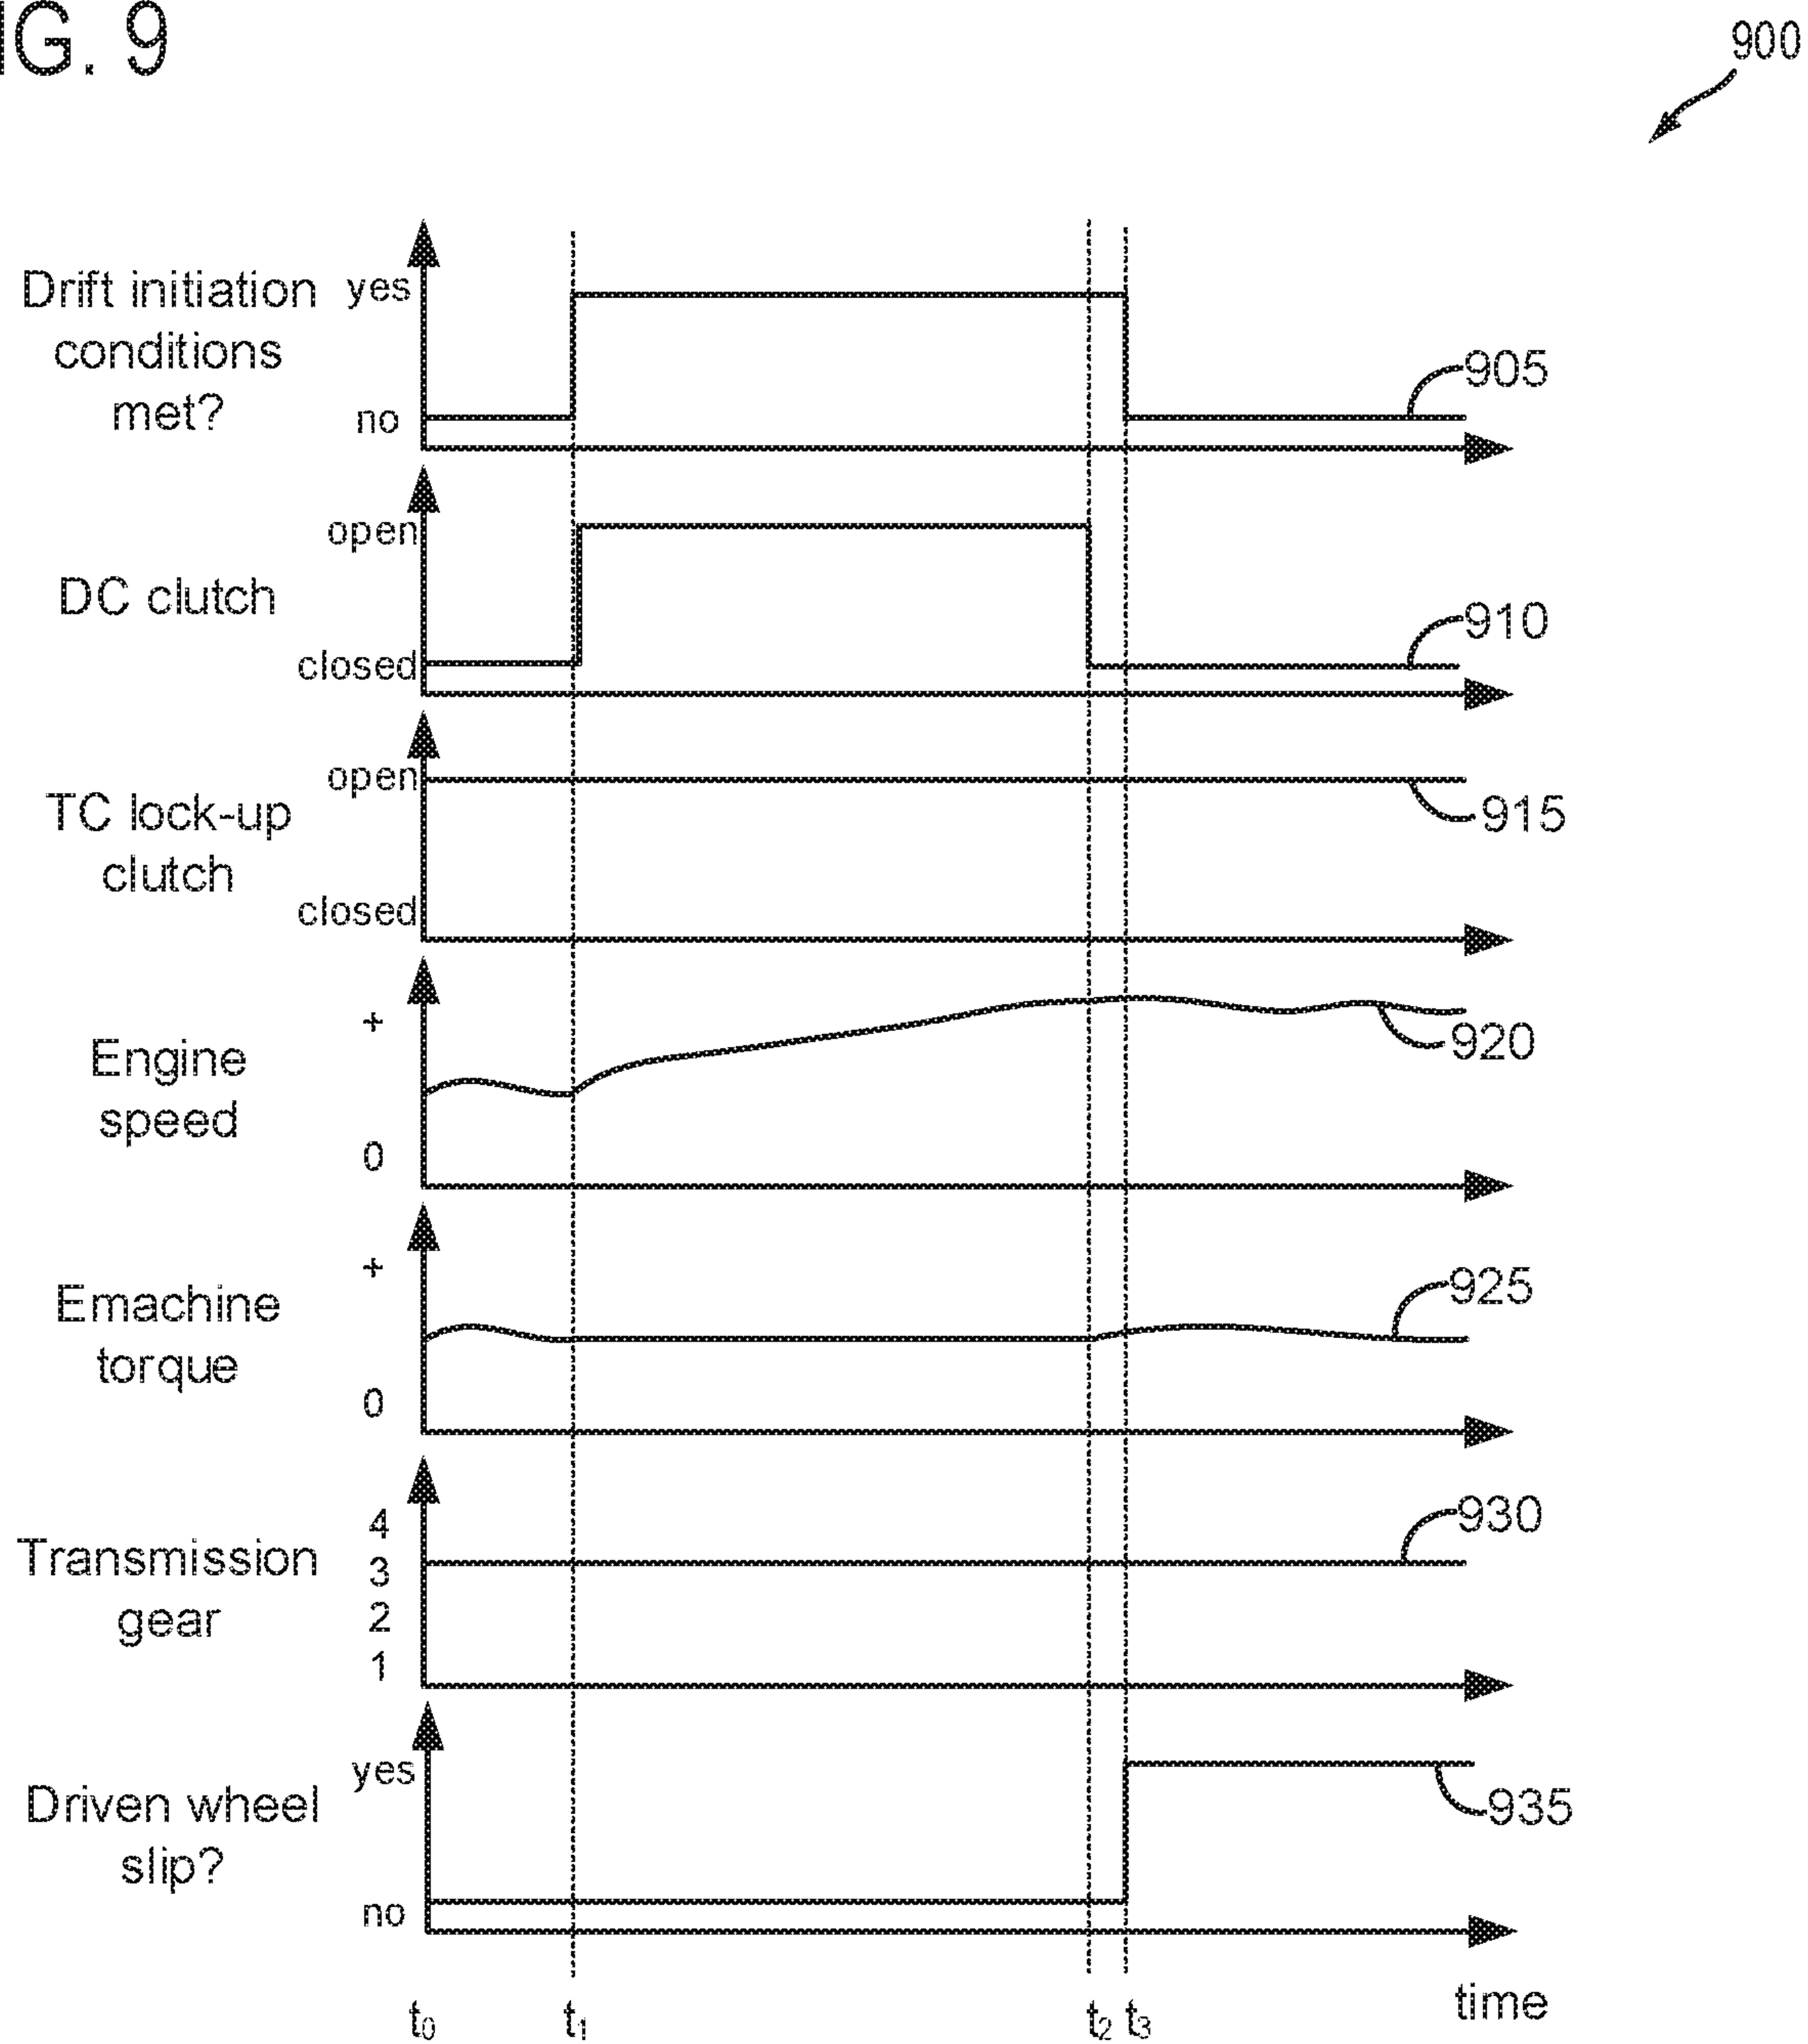 IG. 9
900
Drift initiation
conditions
met?
yes
no
905
DC clutch
open
closed
910
TC lock-up
clutch
open
closed
915
Engine
speed
+
0
920
Emachine
torque
+
0
925
Transmission
gear
4
3
2
1
930
Driven wheel
slip?
yes
no
935
t0 t1 t2 t3 time